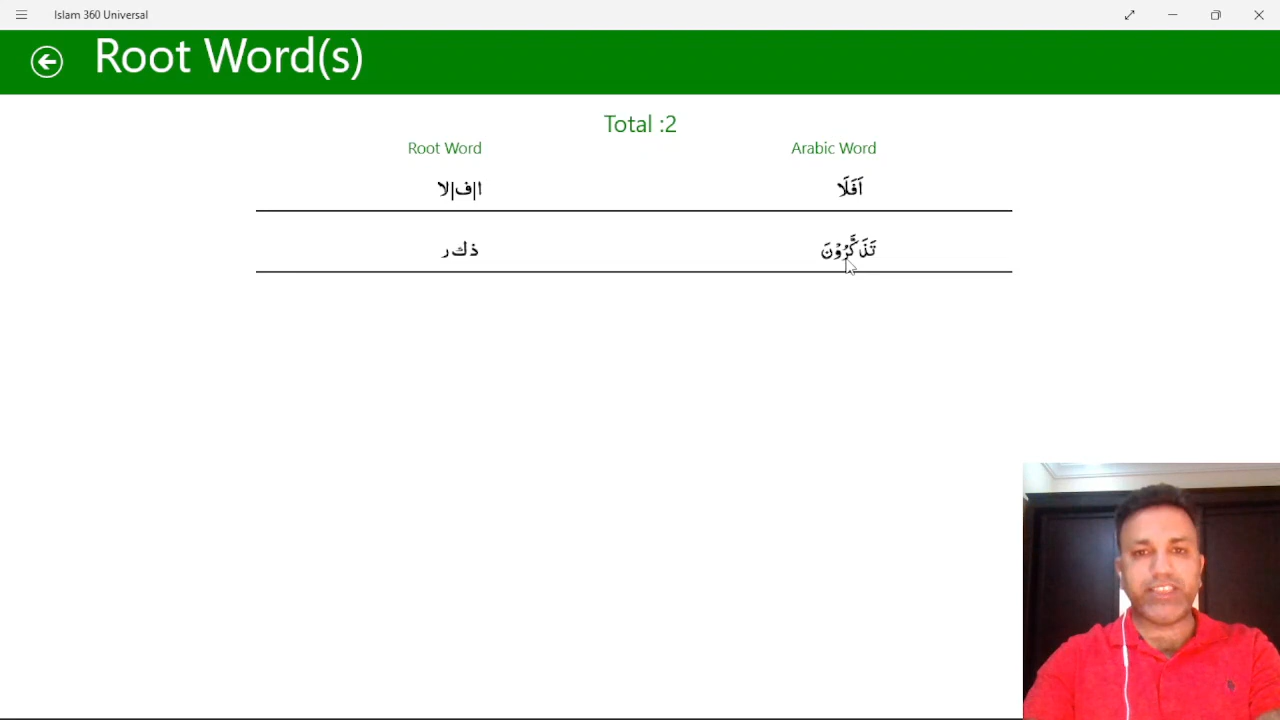 Islam 360 Universal
Root Word(s)
Total :2
Root Word Arabic Word
ا|ف|لا اَفَلَا
ذ ك ر تَذَكَّرُوْنَ